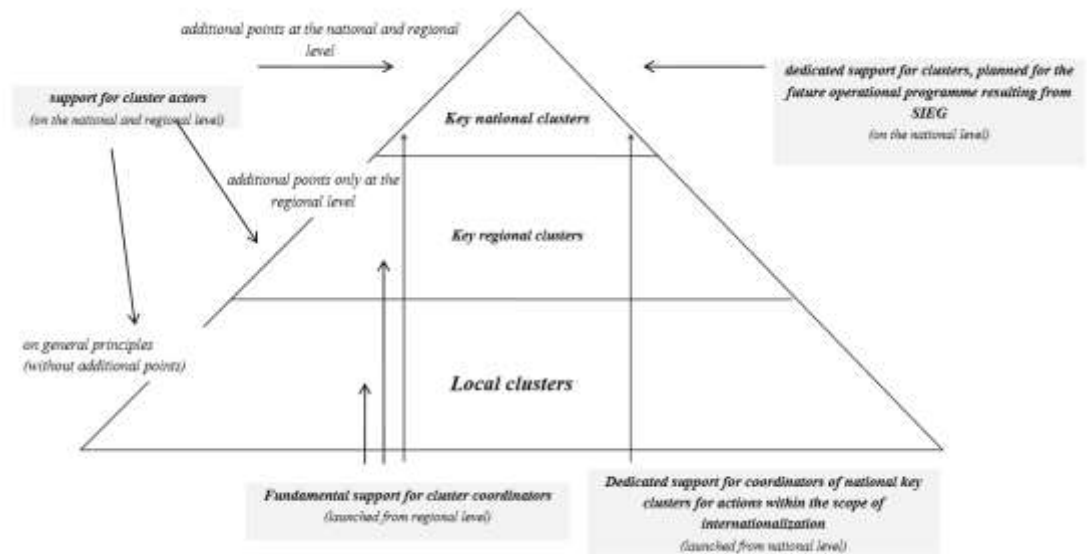 additional points at the national and regional
level
dedicated support for clusters, planned for the
future operational programme resulting from
SIEG
(on the national level)
support for cluster actors
(on the national and regional level)
Key national clusters
additional points only at the
regional level
Key regional clusters
on general principles
(without additional points)
Local clusters
Fundamental support for cluster coordinators
(launched from regional level)
Dedicated support for coordinators of national key
clusters for actions within the scope of
internationalization
(launched from national level)